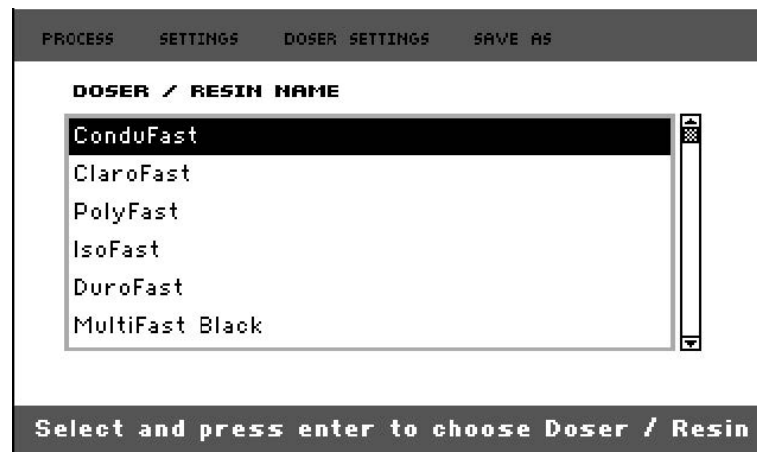 PROCESS SETTINGS DOSER SETTINGS SAVE AS
DOSER / RESIN NAME
ConduFast
ClaroFast
PolyFast
IsoFast
DuroFast
MultiFast Black
Select and press enter to choose Doser / Resin